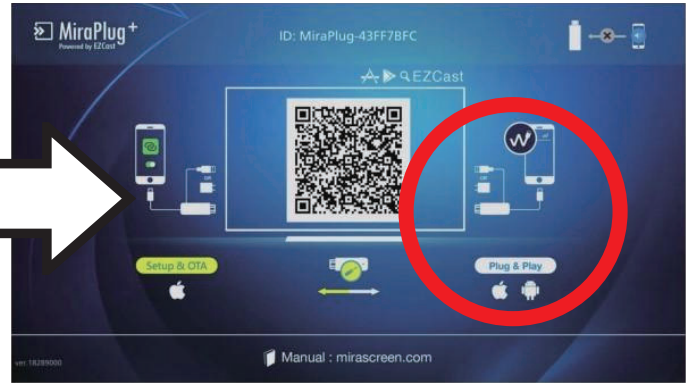 MiraPlug+
Powered by EZCast
ID: MiraPlug-43FF7BFC
EZCast
Setup & OTA
Plug & Play
Manual : mirascreen.com
ver.18289000